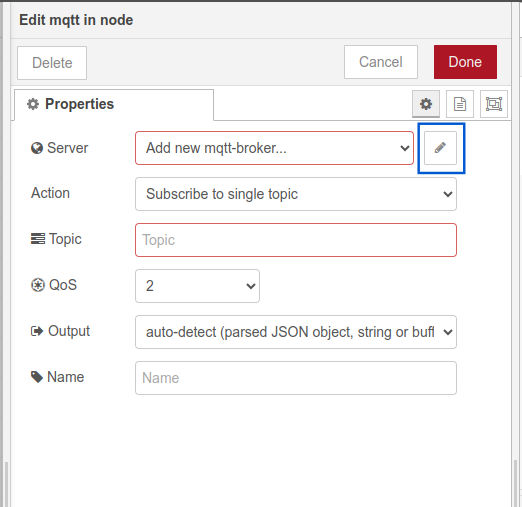 Edit mqtt in node
Delete
Cancel
Done
Properties
Server
Add new mqtt-broker...
Action
Subscribe to single topic
Topic
Topic
QoS
2
Output
auto-detect (parsed JSON object, string or buff
Name
Name